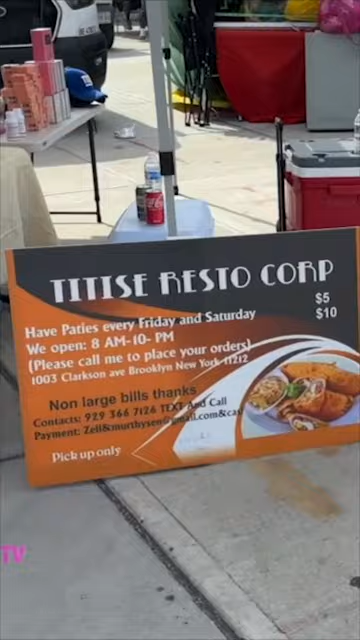 TITISE RESTO CORP
$5
$10
Have Paties every Friday and Saturday
We open: 8 AM-10- PM
(Please call me to place your orders)
1003 Clarkson ave Brooklyn New York 11212
Non large bills thanks
Contacts: 929 366 7126 TEXT And Call
Payment: Zell&murthysen@gmail.com&cas
Pick up only
TV